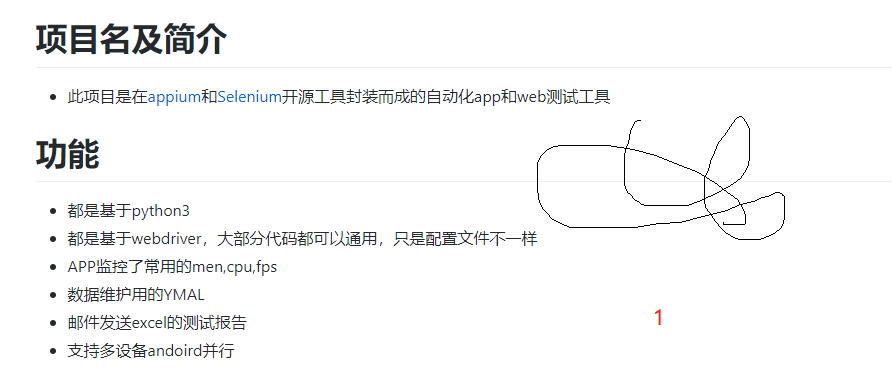 项目名及简介
此项目是在appium和Selenium开源工具封装而成的自动化app和web测试工具
功能
都是基于python3
都是基于webdriver，大部分代码都可以通用，只是配置文件不一样
APP监控了常用的men,cpu,fps
数据维护用的YMAL
邮件发送excel的测试报告
支持多设备andoird并行
1